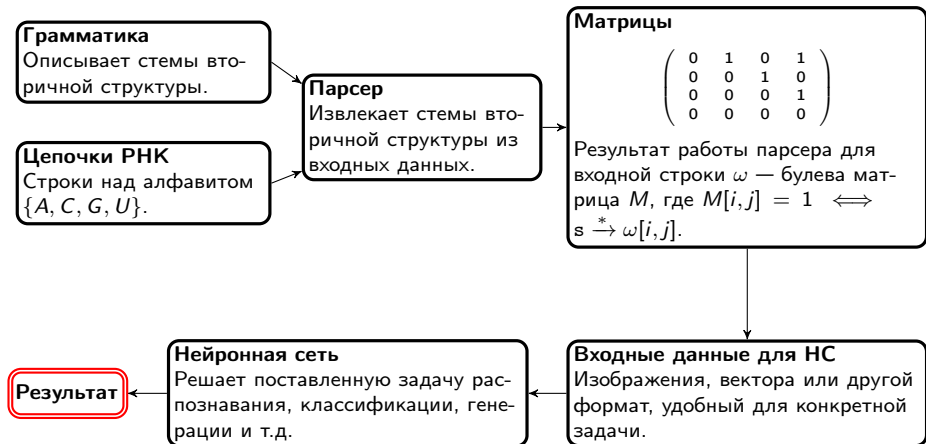 Грамматика
Описывает стемы вто-
ричной структуры.
Цепочки РНК
Строки над алфавитом
{A, C, G, U}.
Парсер
Извлекает стемы вто-
ричной структуры из
входных данных.
Матрицы
0 1 0 1
0 0 1 0
0 0 0 1
0 0 0 0
Результат работы парсера для
входной строки ω — булева мат-
рица M, где M[i, j] = 1 ⟺
s →* ω[i, j].
Входные данные для НС
Изображения, вектора или другой
формат, удобный для конкретной
задачи.
Нейронная сеть
Решает поставленную задачу рас-
познавания, классификации, гене-
рации и т.д.
Результат